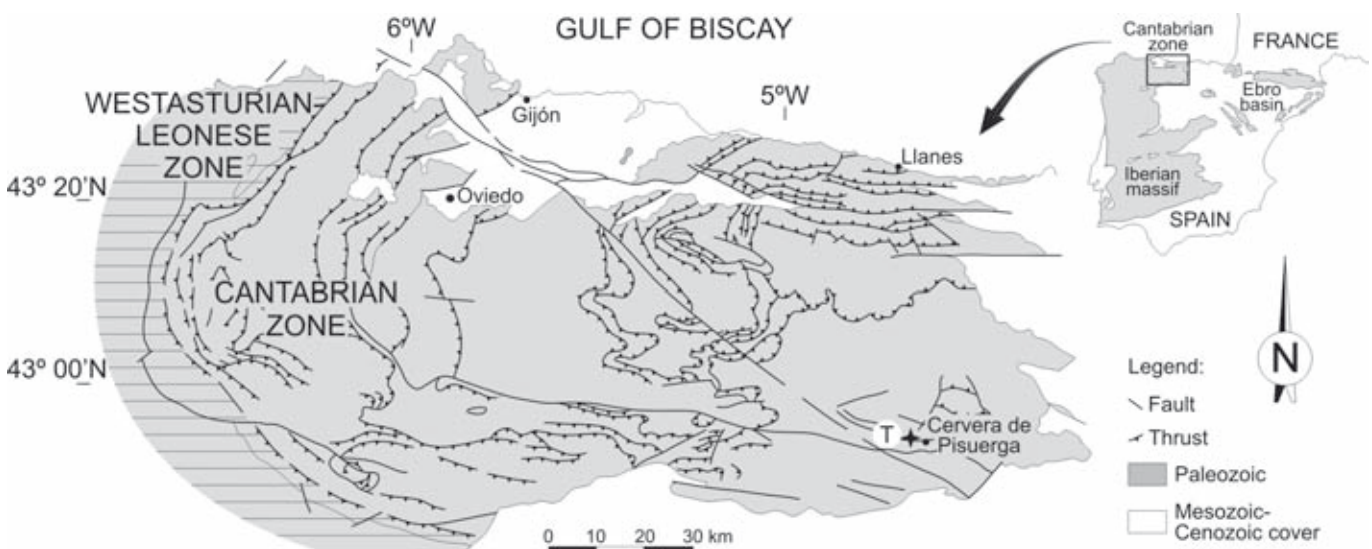 6ºW
GULF OF BISCAY
Cantabrian
zone
FRANCE
Ebro
basin
Iberian
massif
SPAIN
WESTASTURIAN
LEONESE
ZONE
Gijón
5ºW
Llanes
43º 20'N
Oviedo
CANTABRIAN
ZONE
43º 00'N
T
Cervera de
Pisuerga
N
Legend:
Fault
Thrust
Paleozoic
Mesozoic-
Cenozoic cover
0 10 20 30 km